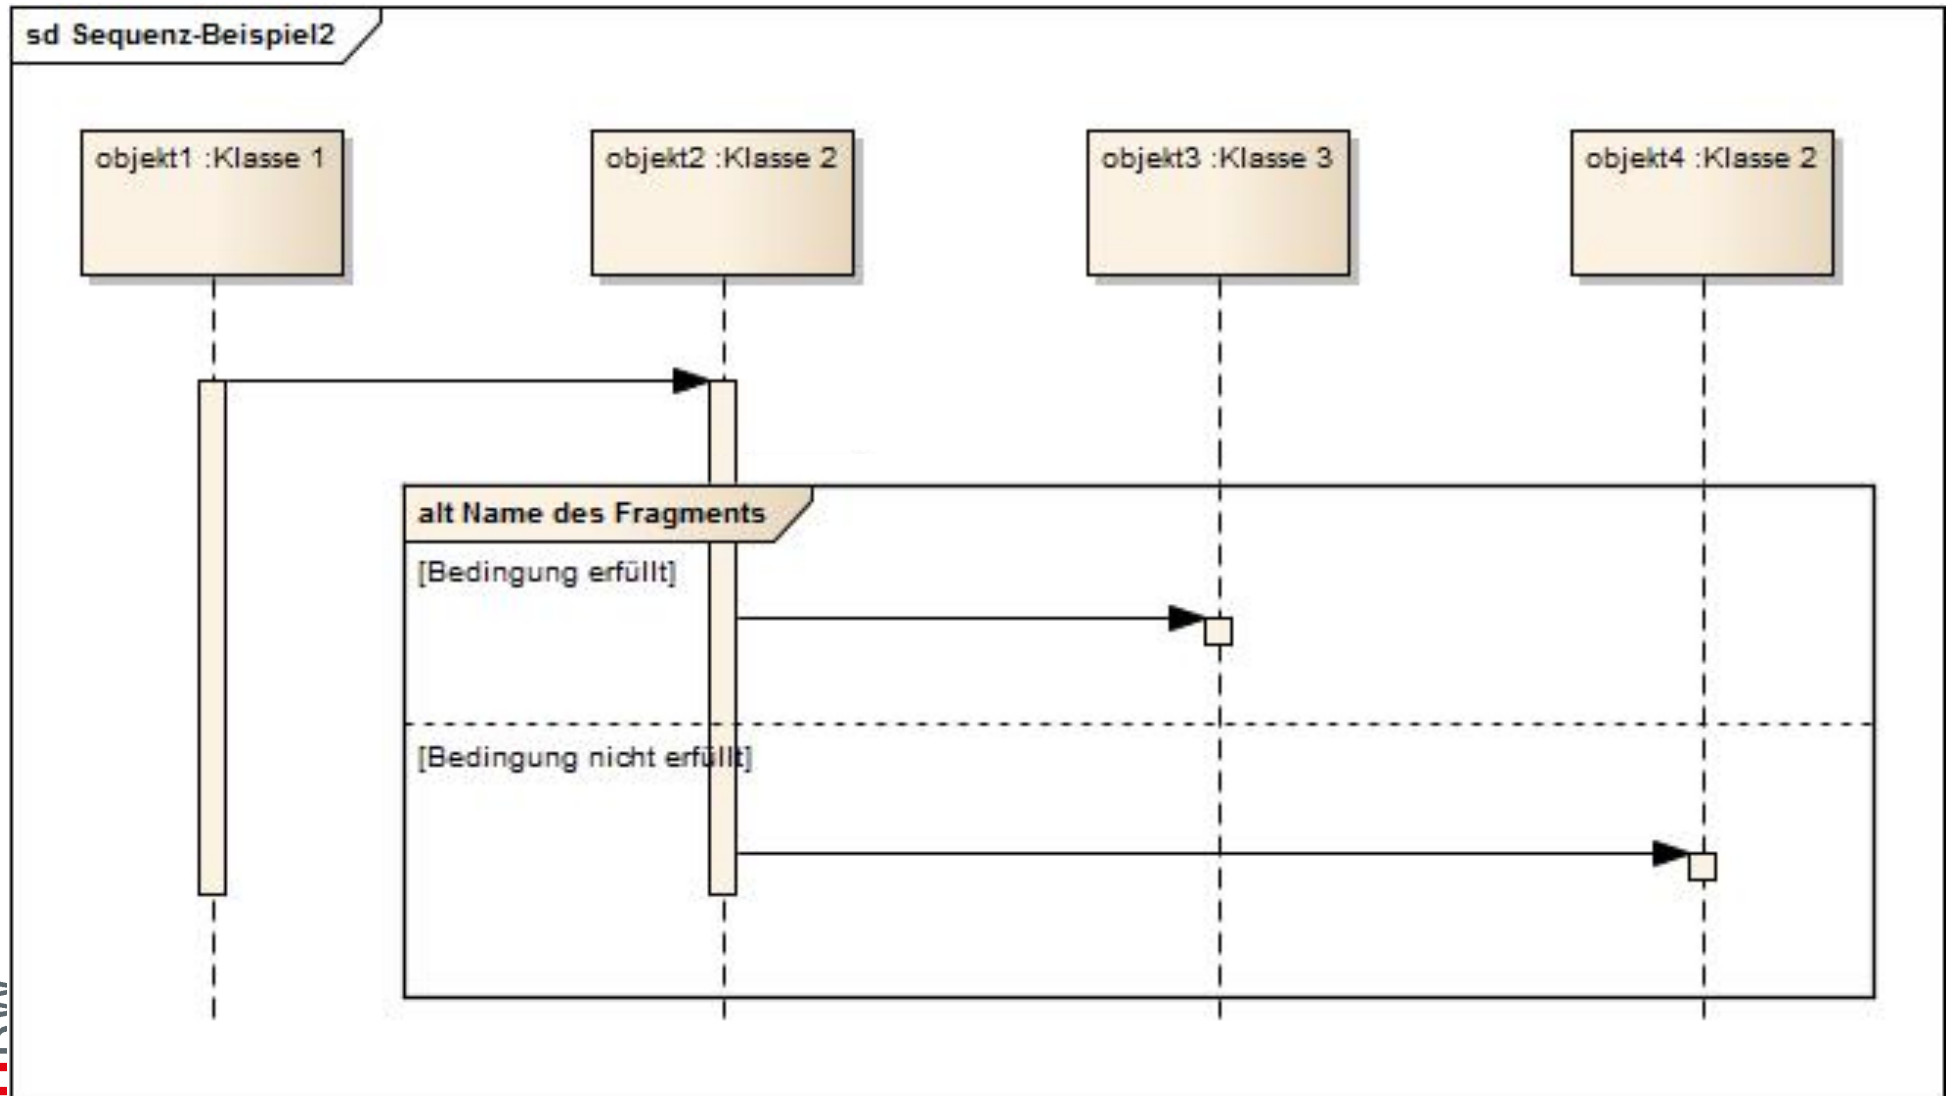 sd Sequenz-Beispiel2
objekt1 :Klasse 1
objekt2 :Klasse 2
objekt3 :Klasse 3
objekt4 :Klasse 2
alt Name des Fragments
[Bedingung erfüllt]
[Bedingung nicht erfüllt]